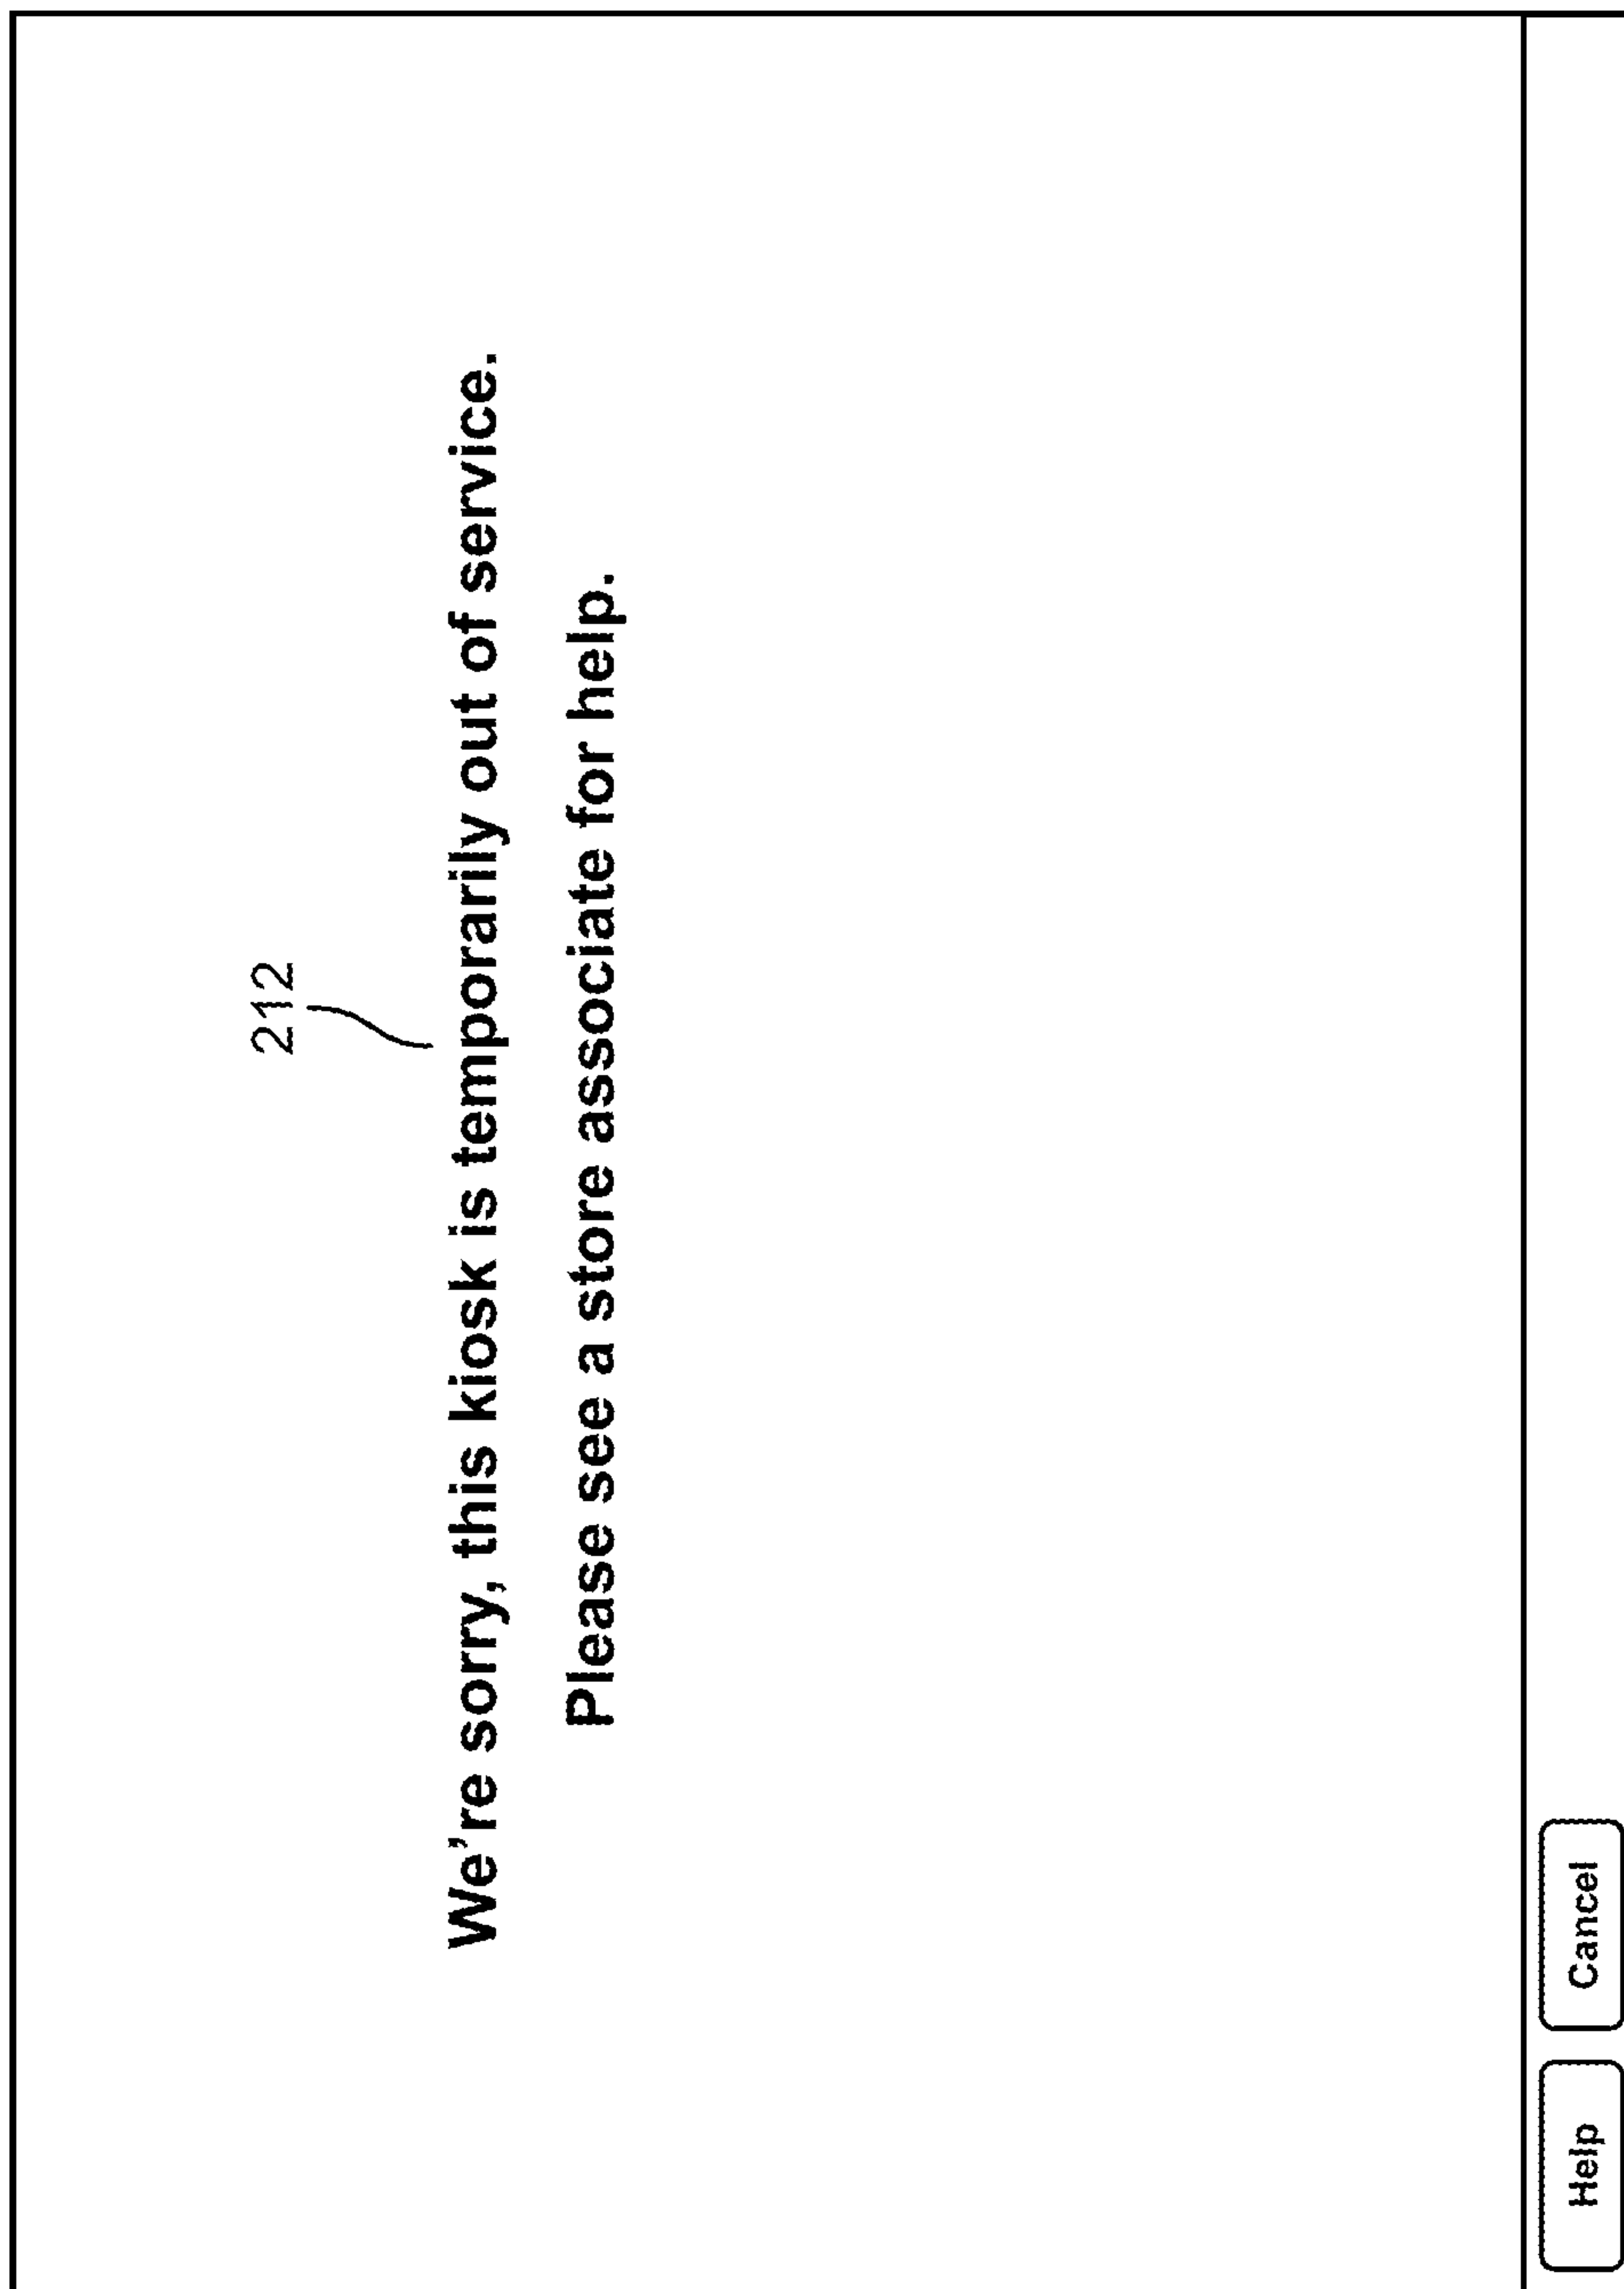 212
We're sorry, this kiosk is temporarily out of service.
Please see a store associate for help.
Help
Cancel